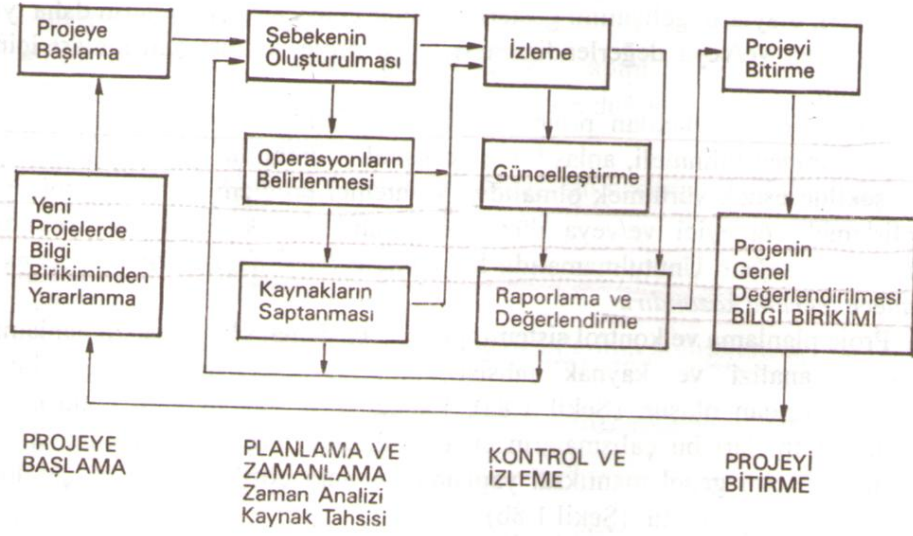 Projeye
Başlama
Şebekenin
Oluşturulması
İzleme
Projeyi
Bitirme
Operasyonların
Belirlenmesi
Güncelleştirme
Yeni
Projelerde
Bilgi
Birikiminden
Yararlanma
Kaynakların
Saptanması
Raporlama ve
Değerlendirme
Projenin
Genel
Değerlendirilmesi
BİLGİ BİRİKİMİ
PROJEYE
BAŞLAMA
PLANLAMA VE
ZAMANLAMA
Zaman Analizi
Kaynak Tahsisi
KONTROL VE
İZLEME
PROJEYİ
BİTİRME